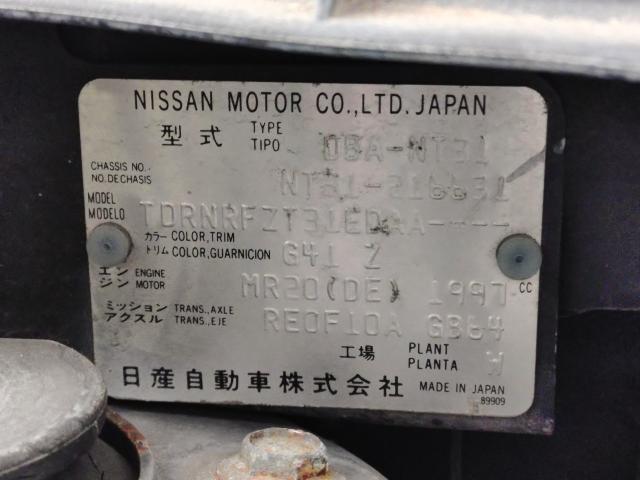 NISSAN MOTOR CO.,LTD. JAPAN
型式 TYPE TIPO DBA-NT31
CHASSIS NO. NO. DE CHASIS NT31-216631
MODEL MODELO TDRNRFZT31EDAA----
カラー COLOR, TRIM
トリム COLOR, GUARNICION G41 Z
エンジン ENGINE MOTOR MR20(DE) 1997 CC
ミッション TRANS., AXLE
アクスル TRANS., EJE RE0F10A GB64
工場 PLANT PLANTA W
日産自動車株式会社 MADE IN JAPAN
89909